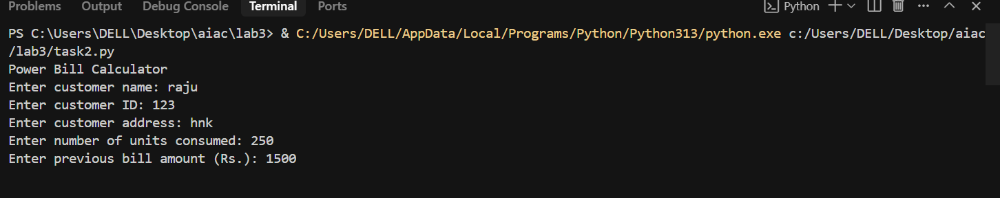 Problems Output Debug Console Terminal Ports Python
PS C:\Users\DELL\Desktop\aiac\lab3> & C:/Users/DELL/AppData/Local/Programs/Python/Python313/python.exe c:/Users/DELL/Desktop/aiac
/lab3/task2.py
Power Bill Calculator
Enter customer name: raju
Enter customer ID: 123
Enter customer address: hnk
Enter number of units consumed: 250
Enter previous bill amount (Rs.): 1500